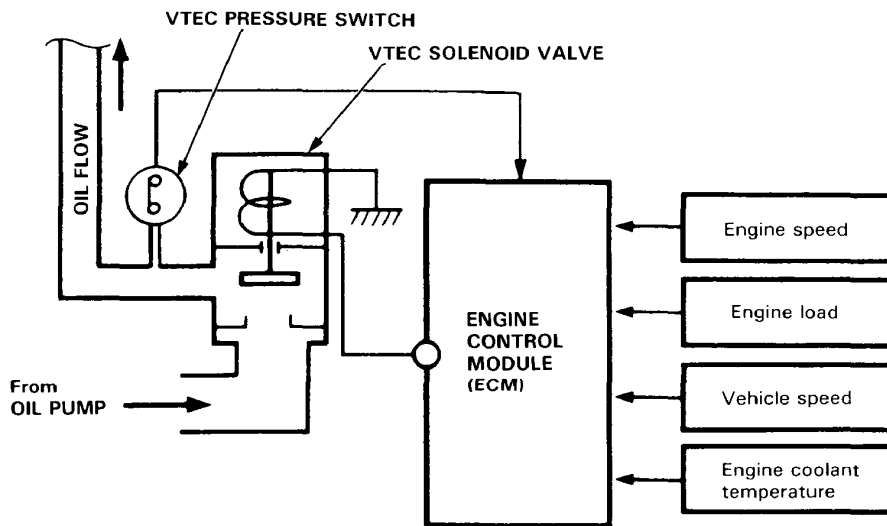 VTEC PRESSURE SWITCH
VTEC SOLENOID VALVE
OIL FLOW
From
OIL PUMP
ENGINE
CONTROL
MODULE
(ECM)
Engine speed
Engine load
Vehicle speed
Engine coolant
temperature